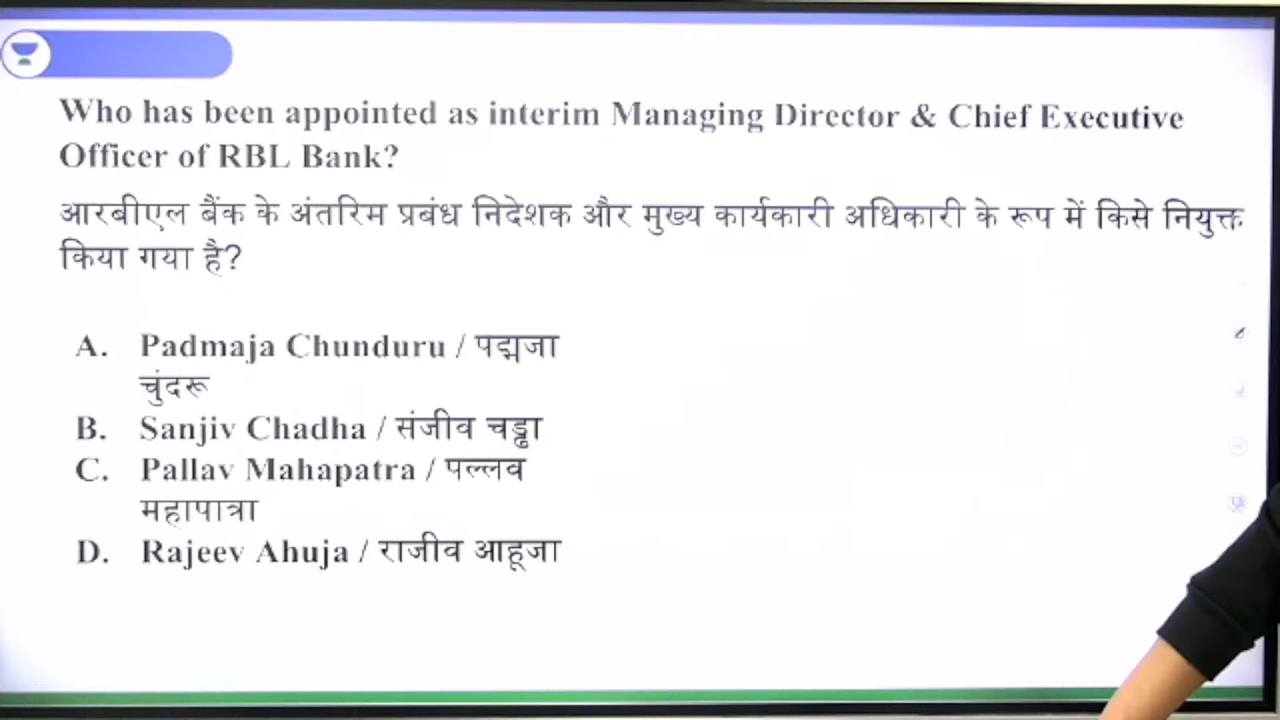 Who has been appointed as interim Managing Director & Chief Executive
Officer of RBL Bank?
आरबीएल बैंक के अंतरिम प्रबंध निदेशक और मुख्य कार्यकारी अधिकारी के रूप में किसे नियुक्त
किया गया है?
A. Padmaja Chunduru / पद्मजा
चुंदरू
B. Sanjiv Chadha / संजीव चड्ढा
C. Pallav Mahapatra / पल्लव
महापात्रा
D. Rajeev Ahuja / राजीव आहूजा